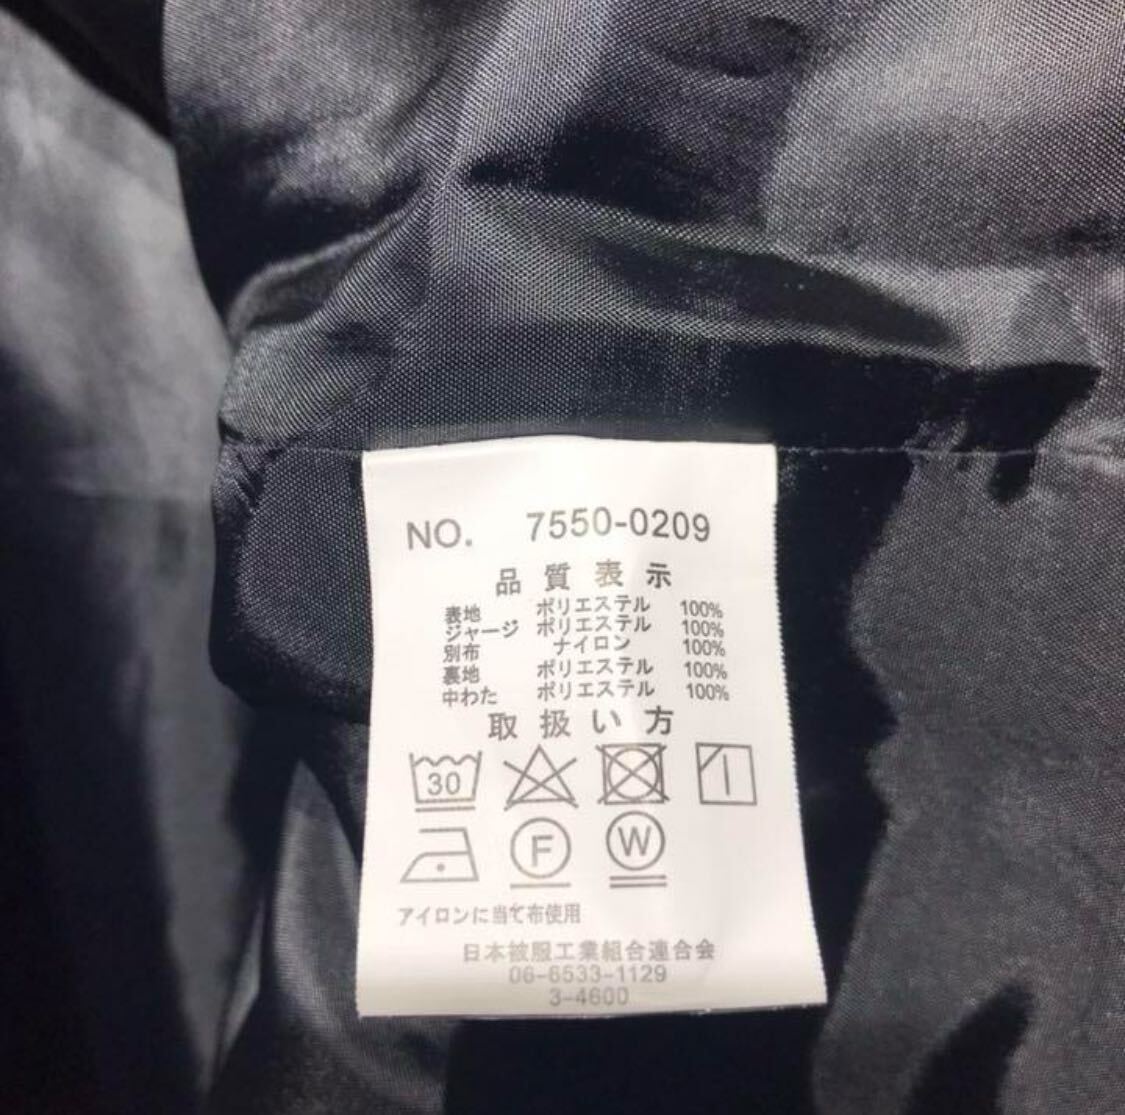 NO. 7550-0209
品質表示
表地 ポリエステル 100%
ジャージ ポリエステル 100%
別布 ナイロン 100%
裏地 ポリエステル 100%
中わた ポリエステル 100%
取扱い方
30
F W
アイロンに当て布使用
日本被服工業組合連合会
06-6533-1129
3-4600